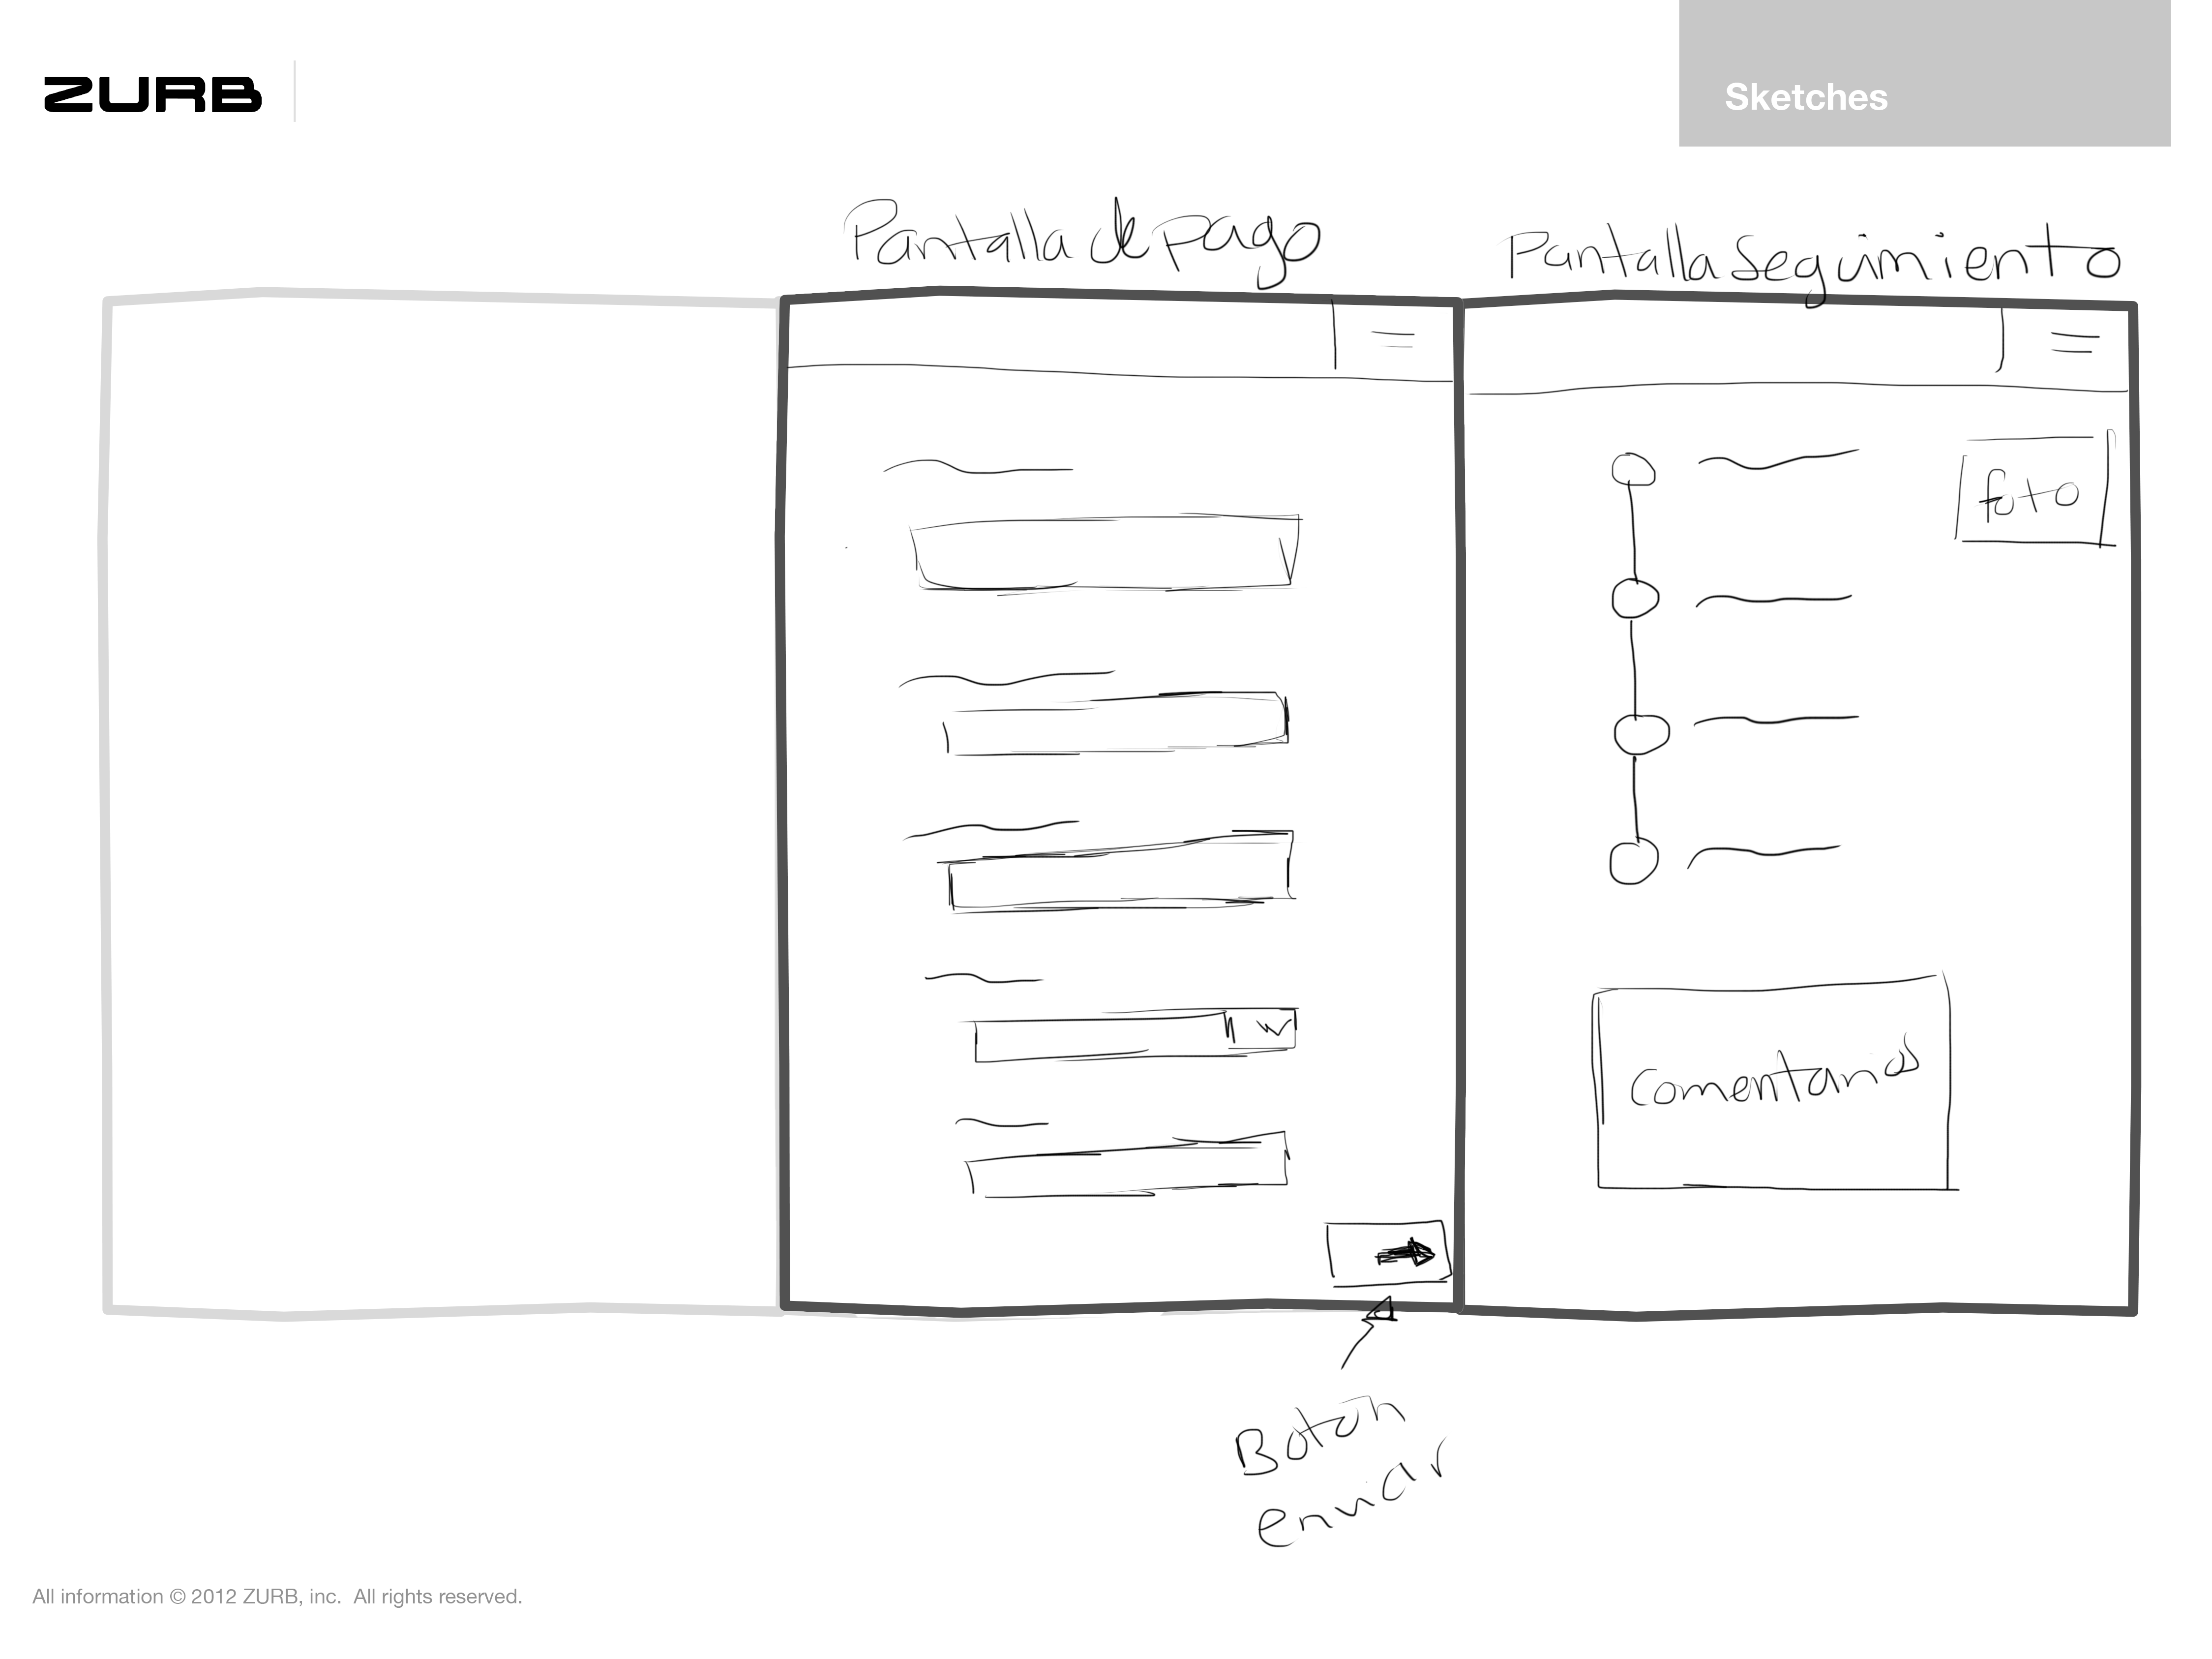 ZURB
Sketches
Pantalla de pago
Pantalla Seguimiento
foto
Comentarios
Boton
enviar
All information © 2012 ZURB, inc.  All rights reserved.